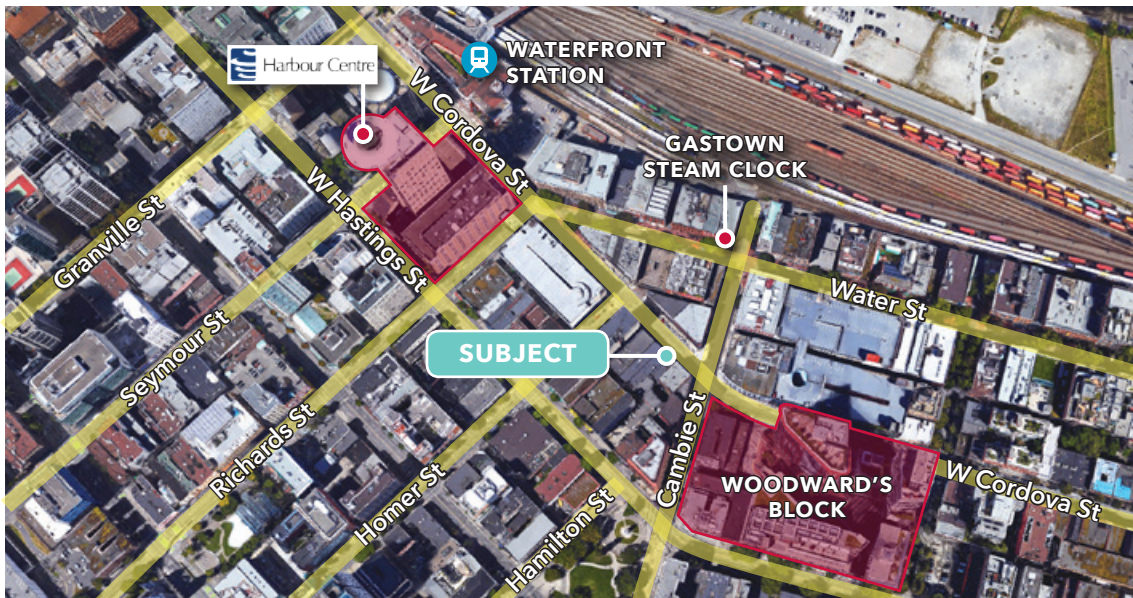 Harbour Centre
WATERFRONT
STATION
W Cordova St
GASTOWN
STEAM CLOCK
W Hastings St
Granville St
Water St
Seymour St
SUBJECT
Richards St
Cambie St
Homer St
Hamilton St
WOODWARD'S
BLOCK
W Cordova St